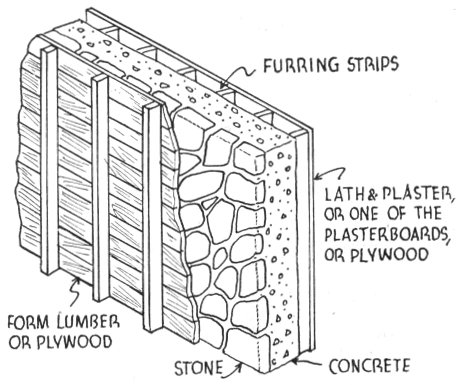 FURRING STRIPS
LATH & PLASTER,
OR ONE OF THE
PLASTERBOARDS,
OR PLYWOOD
FORM LUMBER
OR PLYWOOD
STONE
CONCRETE